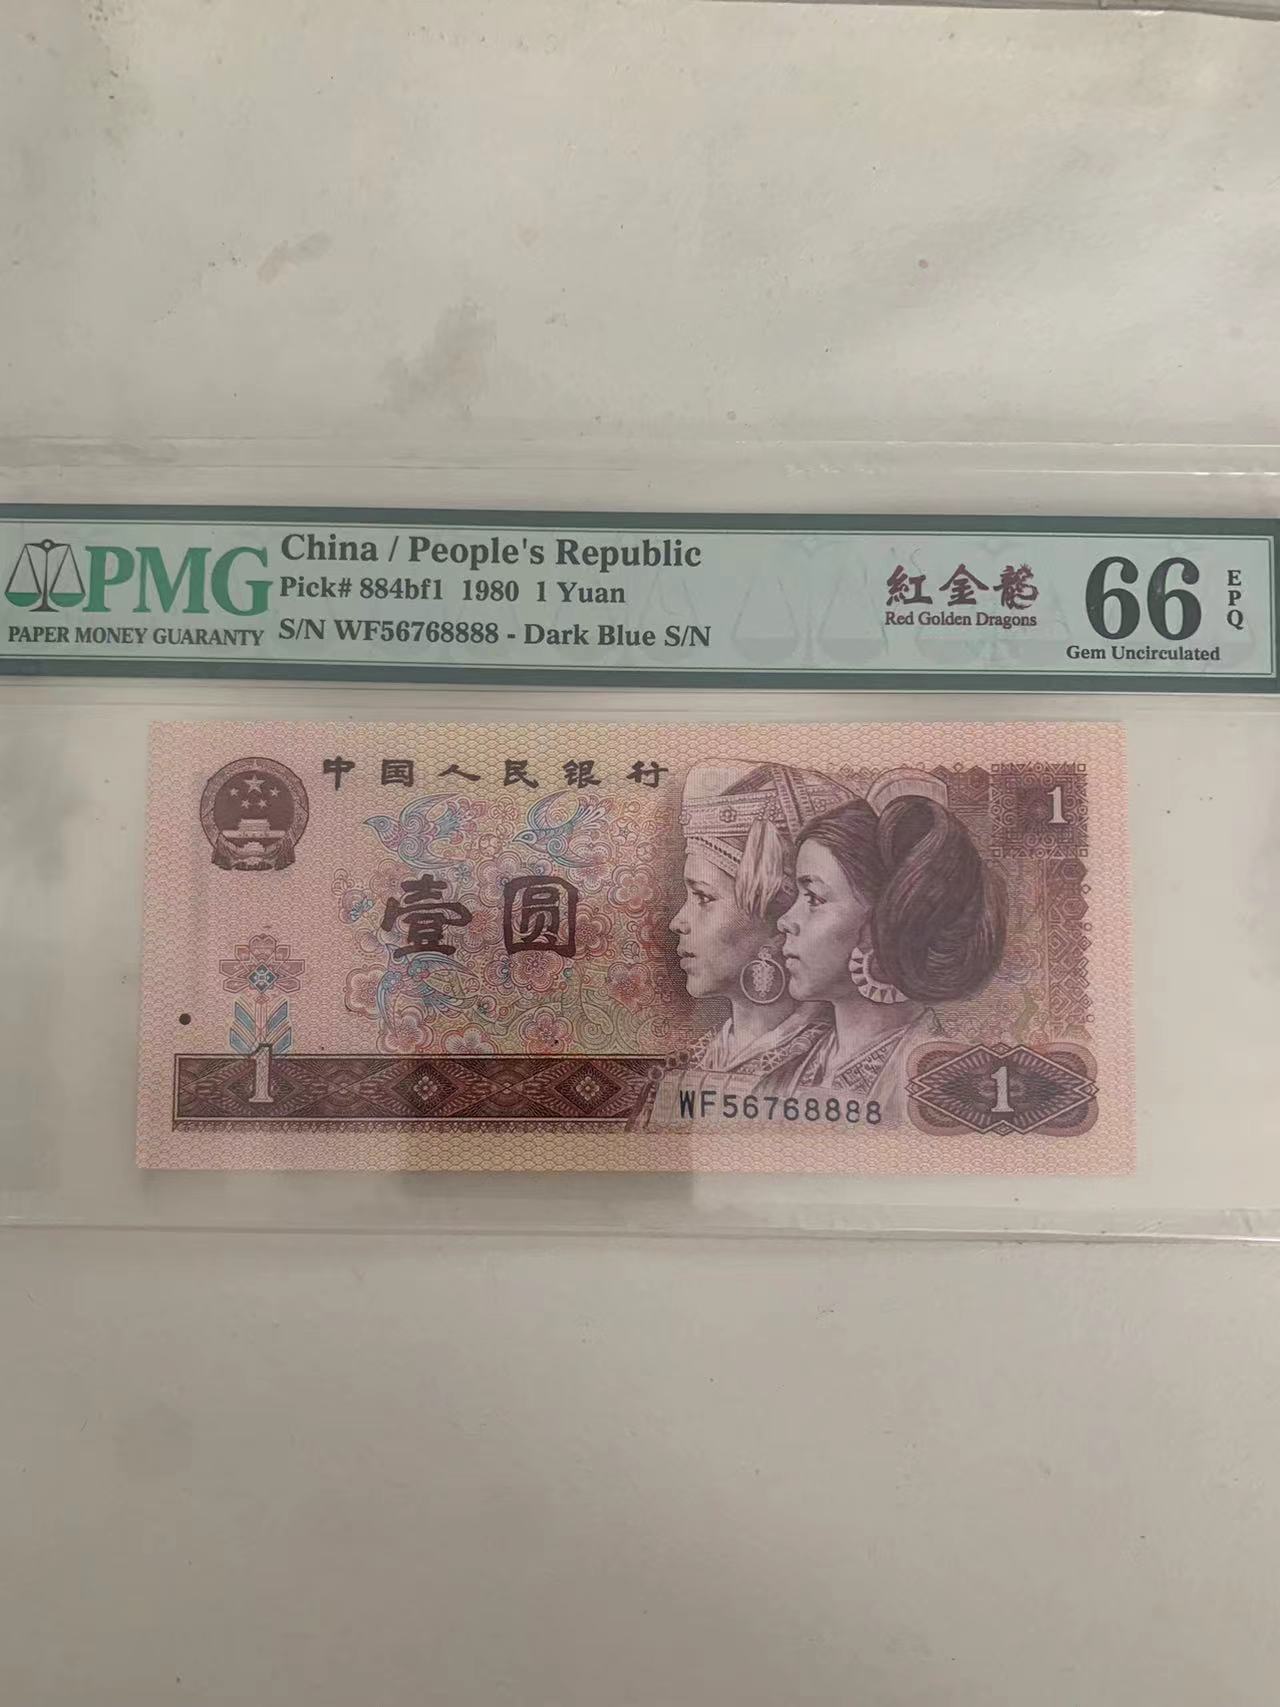 PMG
PAPER MONEY GUARANTY
China / People's Republic
Pick# 884bf1 1980 1 Yuan
S/N WF56768888 - Dark Blue S/N
紅金龍
Red Golden Dragons
66
EPQ
Gem Uncirculated
中国人民银行
1
壹圆
1
WF56768888
1